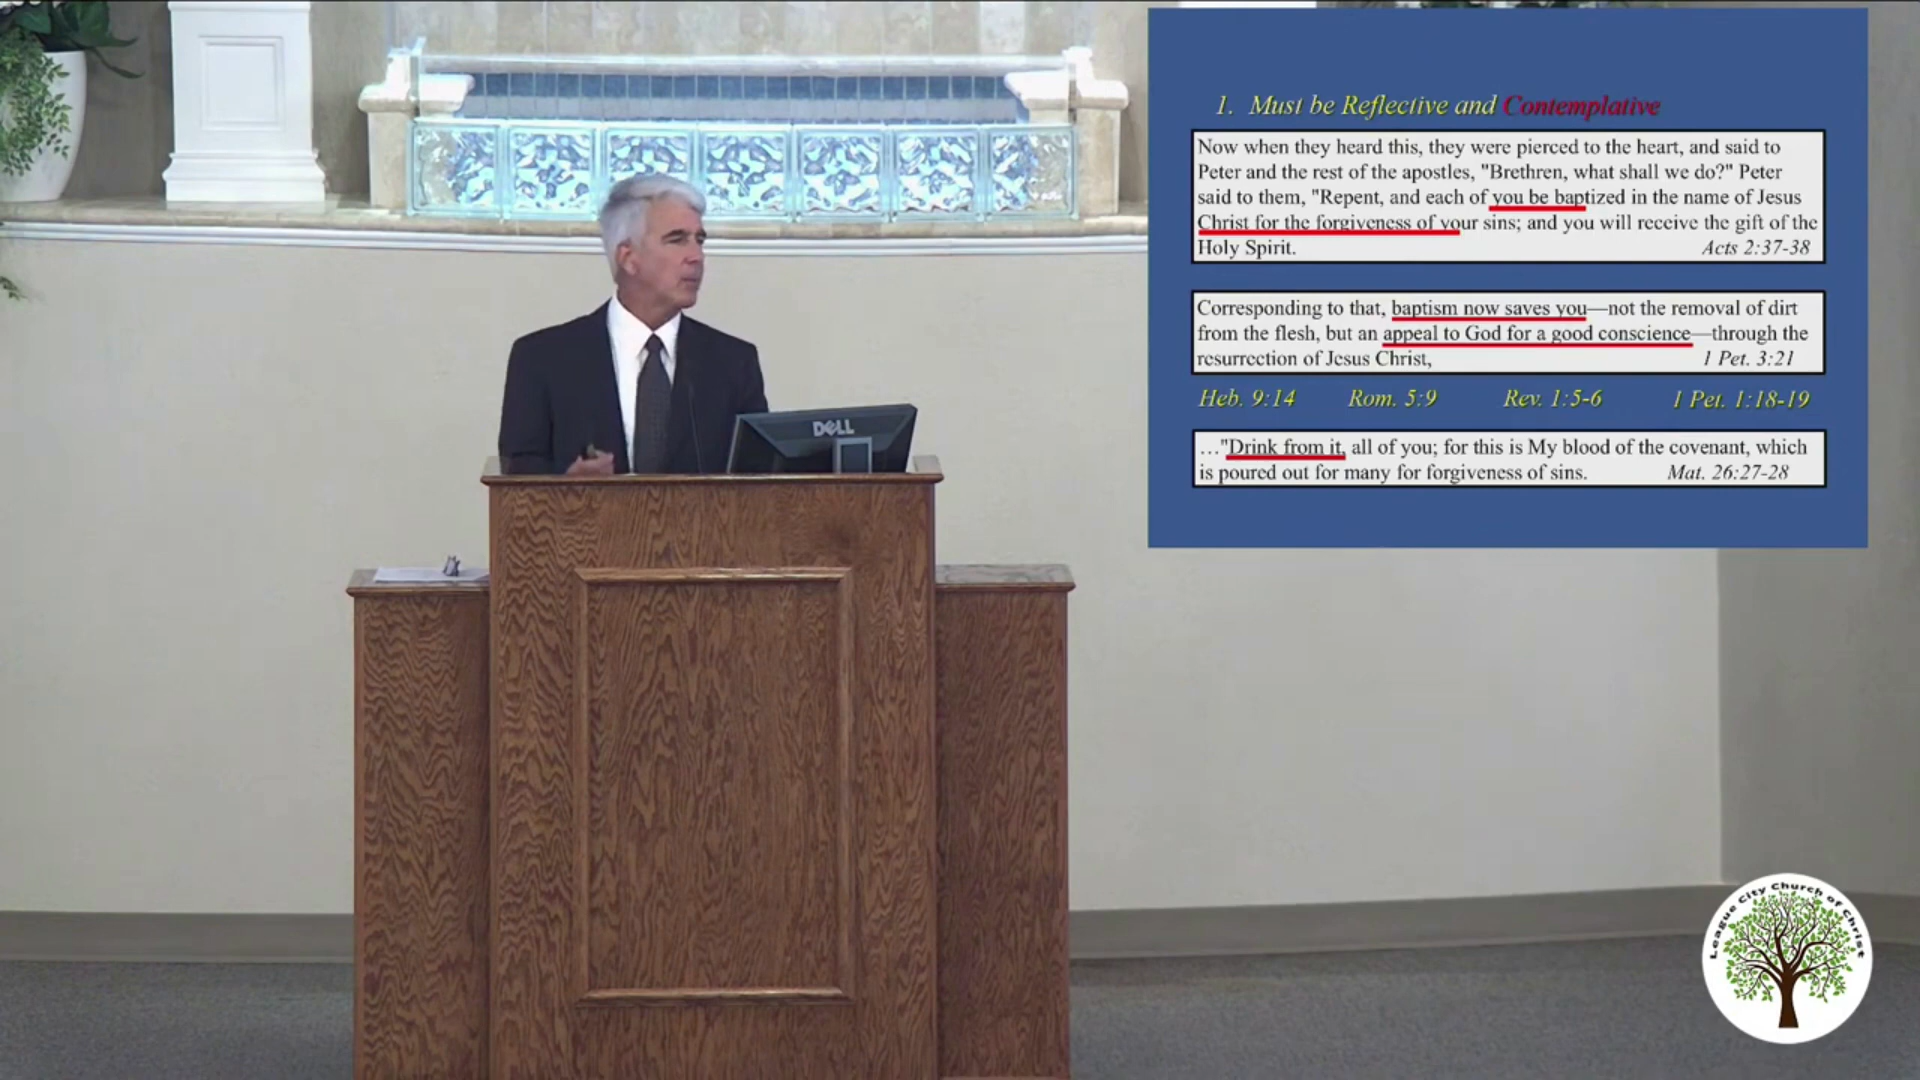 1. Must be Reflective and Contemplative
Now when they heard this, they were pierced to the heart, and said to
Peter and the rest of the apostles, "Brethren, what shall we do?" Peter
said to them, "Repent, and each of you be baptized in the name of Jesus
Christ for the forgiveness of your sins; and you will receive the gift of the
Holy Spirit. Acts 2:37-38
Corresponding to that, baptism now saves you—not the removal of dirt
from the flesh, but an appeal to God for a good conscience—through the
resurrection of Jesus Christ, 1 Pet. 3:21
Heb. 9:14 Rom. 5:9 Rev. 1:5-6 1 Pet. 1:18-19
…"Drink from it, all of you; for this is My blood of the covenant, which
is poured out for many for forgiveness of sins. Mat. 26:27-28
DELL
League City Church of Christ